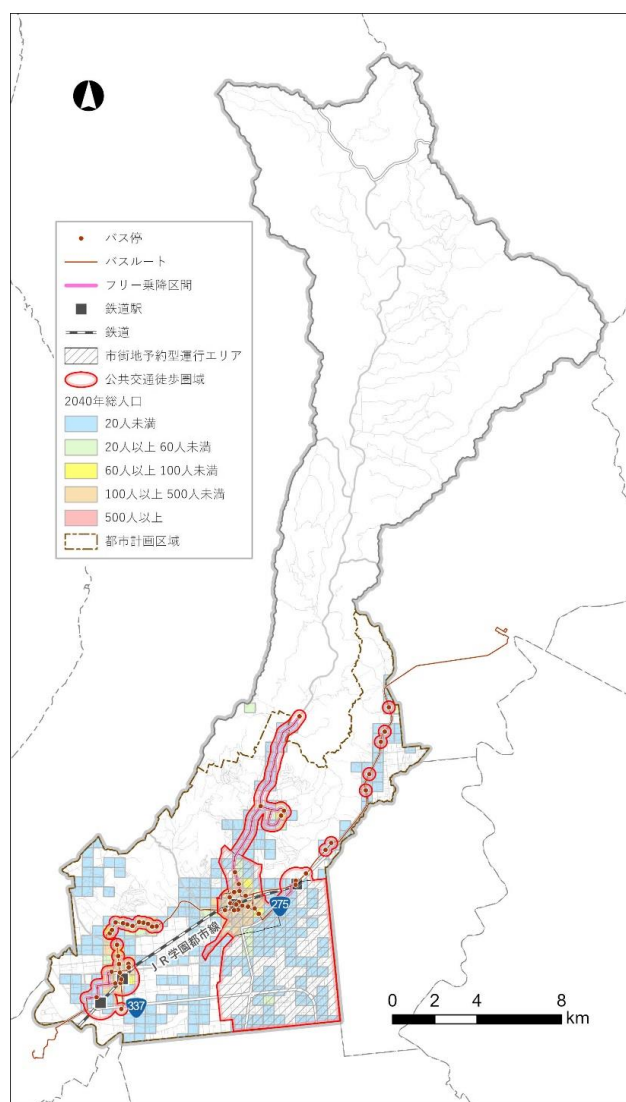 バス停
バスルート
フリー乗降区間
鉄道駅
鉄道
市街地予約型運行エリア
公共交通徒歩圏域
2040年総人口
20人未満
20人以上 60人未満
60人以上 100人未満
100人以上 500人未満
500人以上
都市計画区域
275
JR学園都市線
337
0 2 4 8
km